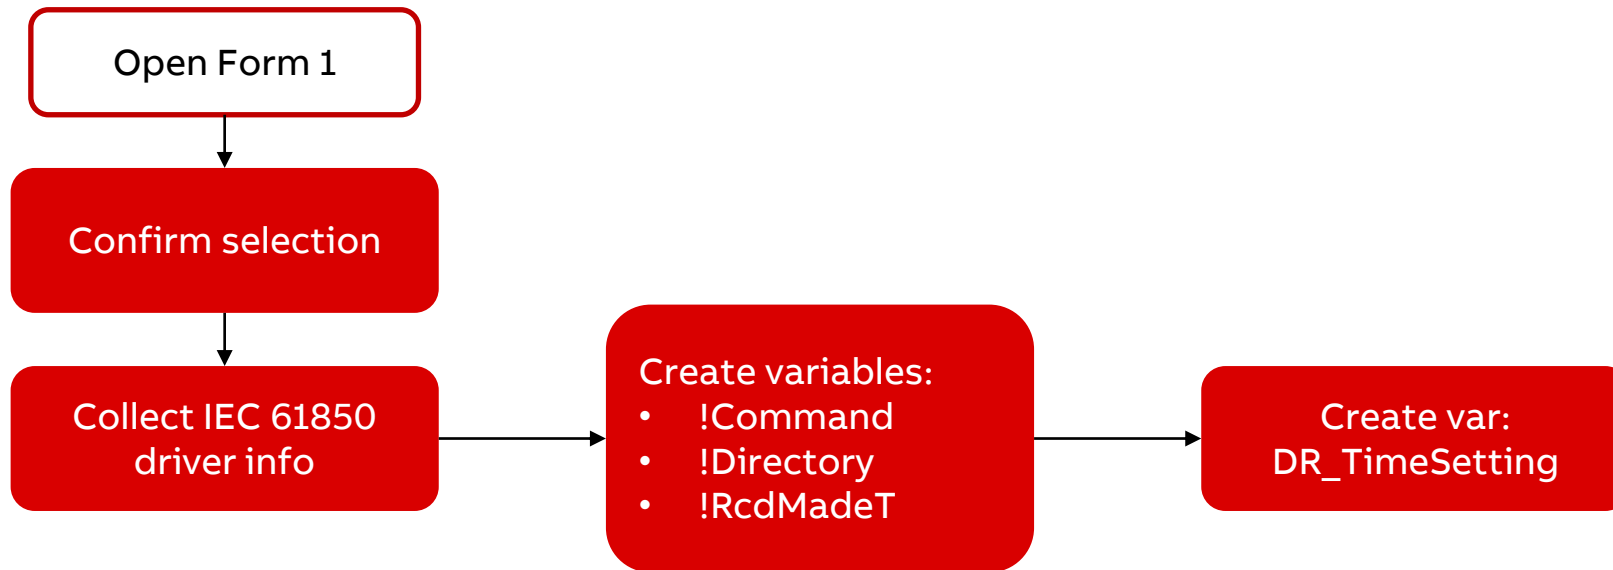 Open Form 1
Confirm selection
Collect IEC 61850
driver info
Create variables:
• !Command
• !Directory
• !RcdMadeT
Create var:
DR_TimeSetting